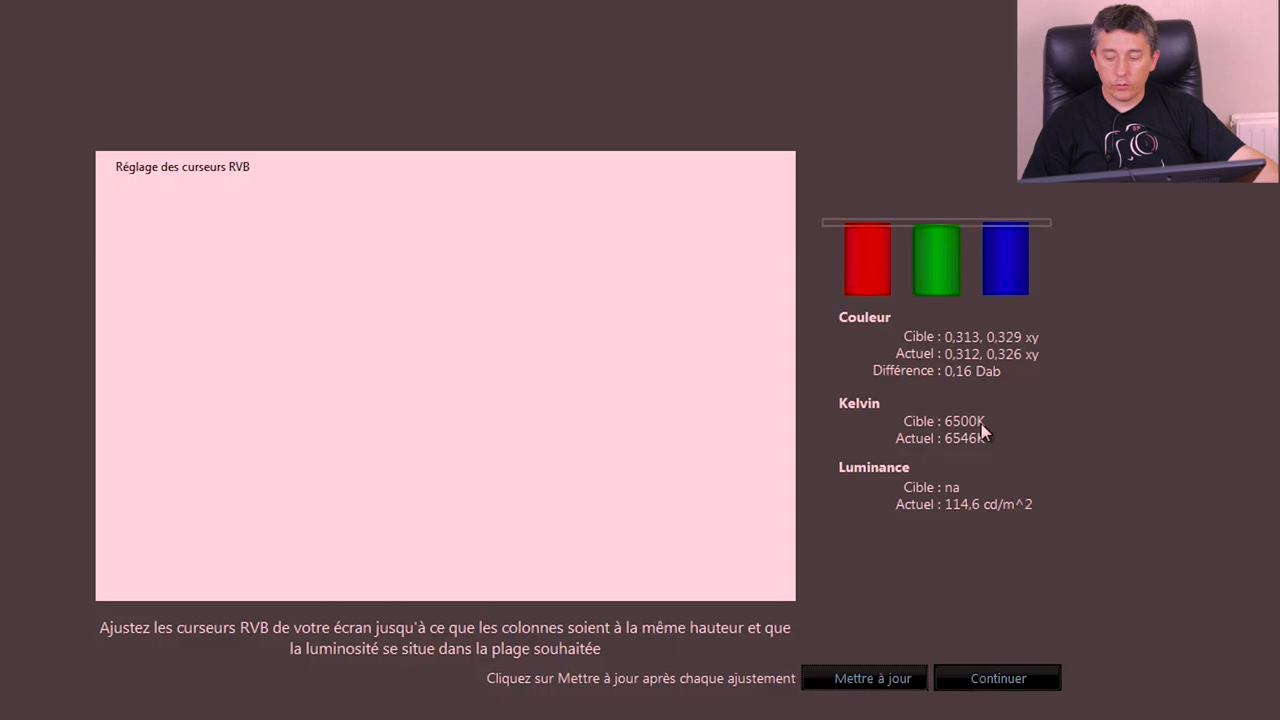 Réglage des curseurs RVB
Couleur
Cible : 0,313, 0,329 xy
Actuel : 0,312, 0,326 xy
Différence : 0,16 Dab
Kelvin
Cible : 6500K
Actuel : 6546K
Luminance
Cible : na
Actuel : 114,6 cd/m^2
Ajustez les curseurs RVB de votre écran jusqu'à ce que les colonnes soient à la même hauteur et que
la luminosité se situe dans la plage souhaitée
Cliquez sur Mettre à jour après chaque ajustement
Mettre à jour
Continuer